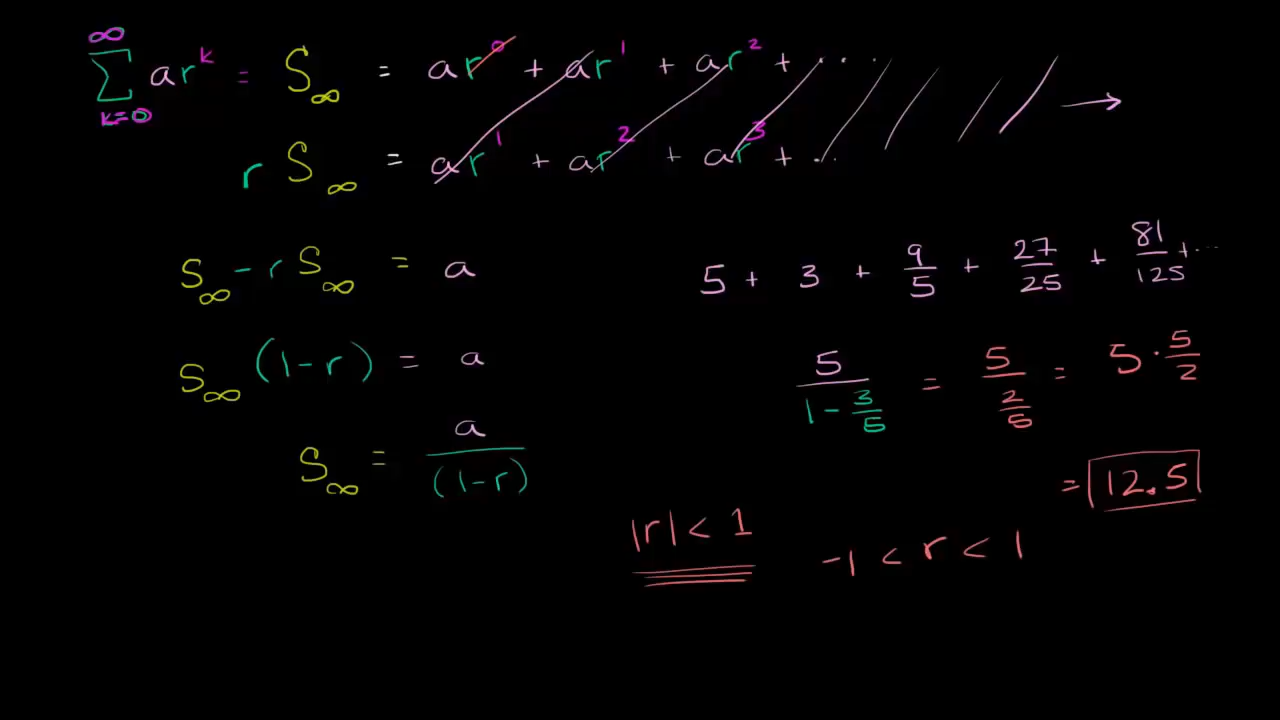 ∞
∑ ar^k = S_∞ = ar^0 + ar^1 + ar^2 + ...
k=0
r S_∞ = ar^1 + ar^2 + ar^3 + ...
S_∞ - r S_∞ = a
S_∞ (1-r) = a
S_∞ = a/(1-r)
5 + 3 + 9/5 + 27/25 + 81/125 + ...
5/(1 - 3/5) = 5/(2/5) = 5 · 5/2
= 12.5
|r| < 1
-1 < r < 1